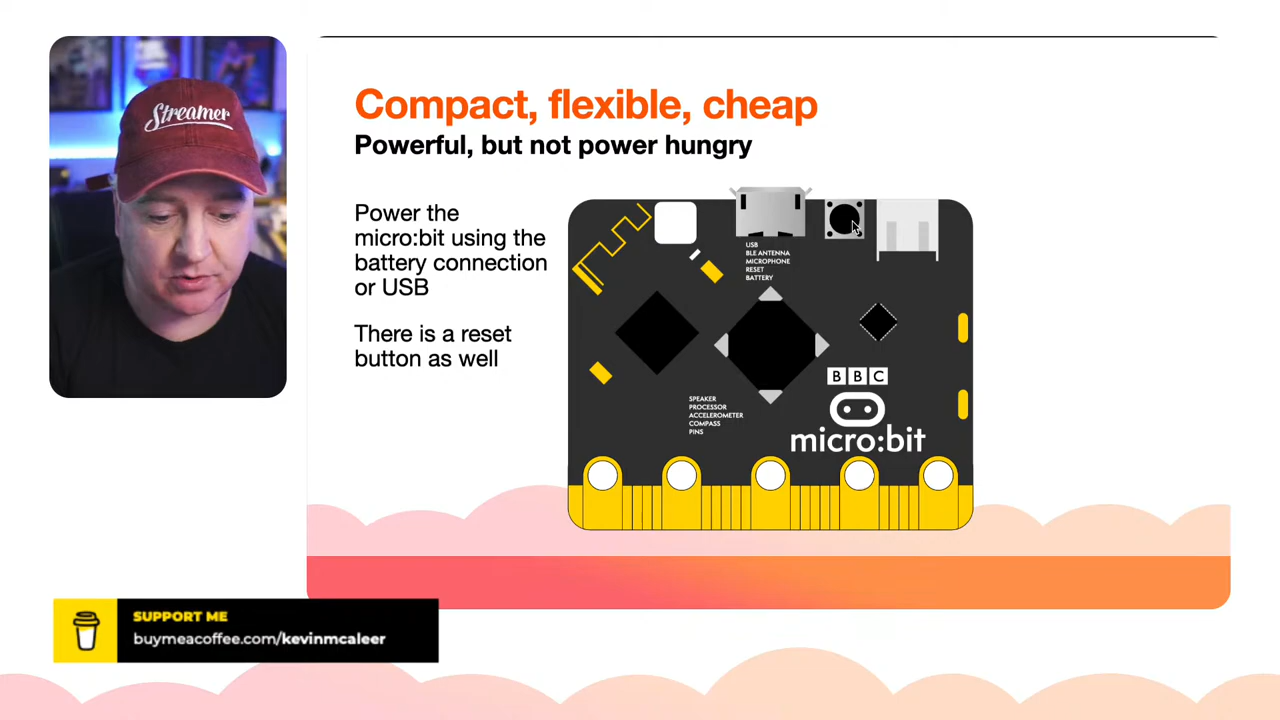 Streamer
Compact, flexible, cheap
Powerful, but not power hungry
Power the
micro:bit using the
battery connection
or USB
There is a reset
button as well
USB
BLE ANTENNA
MICROPHONE
RESET
BATTERY
SPEAKER
PROCESSOR
ACCELEROMETER
COMPASS
PINS
BBC
micro:bit
SUPPORT ME
buymeacoffee.com/kevinmcaleer